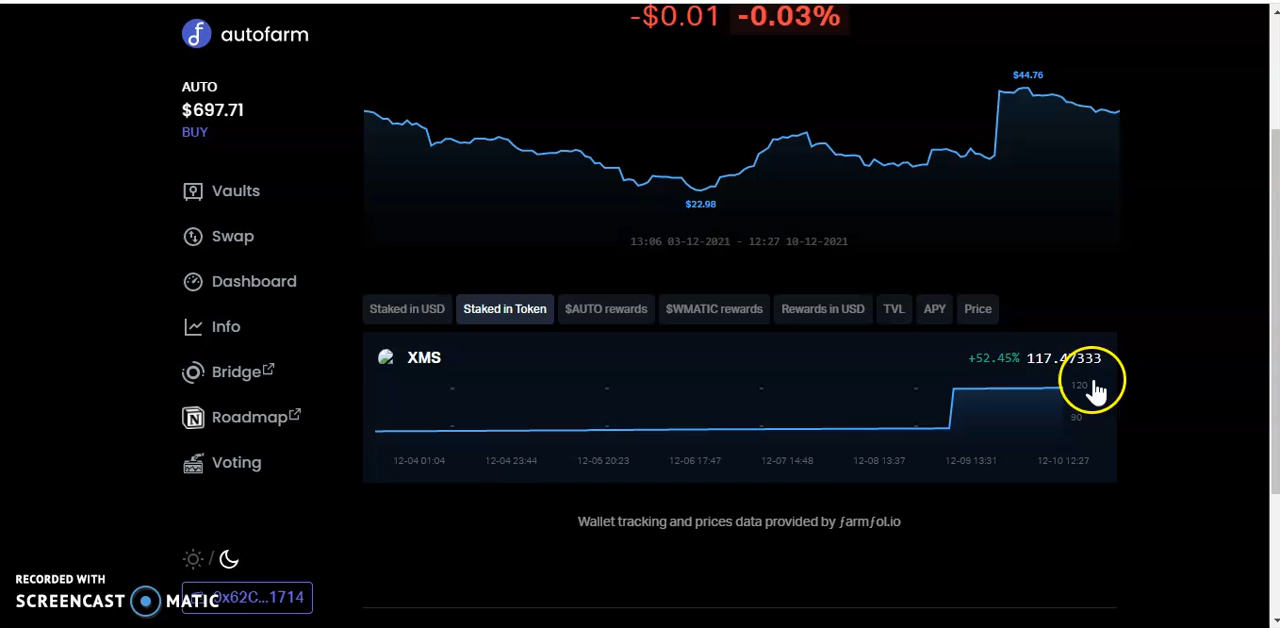 -$0.01 -0.03%
autofarm
AUTO
$697.71
BUY
Vaults
Swap
Dashboard
Info
Bridge
Roadmap
Voting
$44.76
$22.98
13:06 03-12-2021 - 12:27 10-12-2021
Staked in USD Staked in Token $AUTO rewards $WMATIC rewards Rewards in USD TVL APY Price
XMS +52.45% 117.47333
120
90
12-04 01:04 12-04 23:44 12-05 20:23 12-06 17:47 12-07 14:48 12-08 13:37 12-09 13:31 12-10 12:27
Wallet tracking and prices data provided by ƒarmƒol.io
RECORDED WITH
SCREENCAST MATIC
0x62C...1714